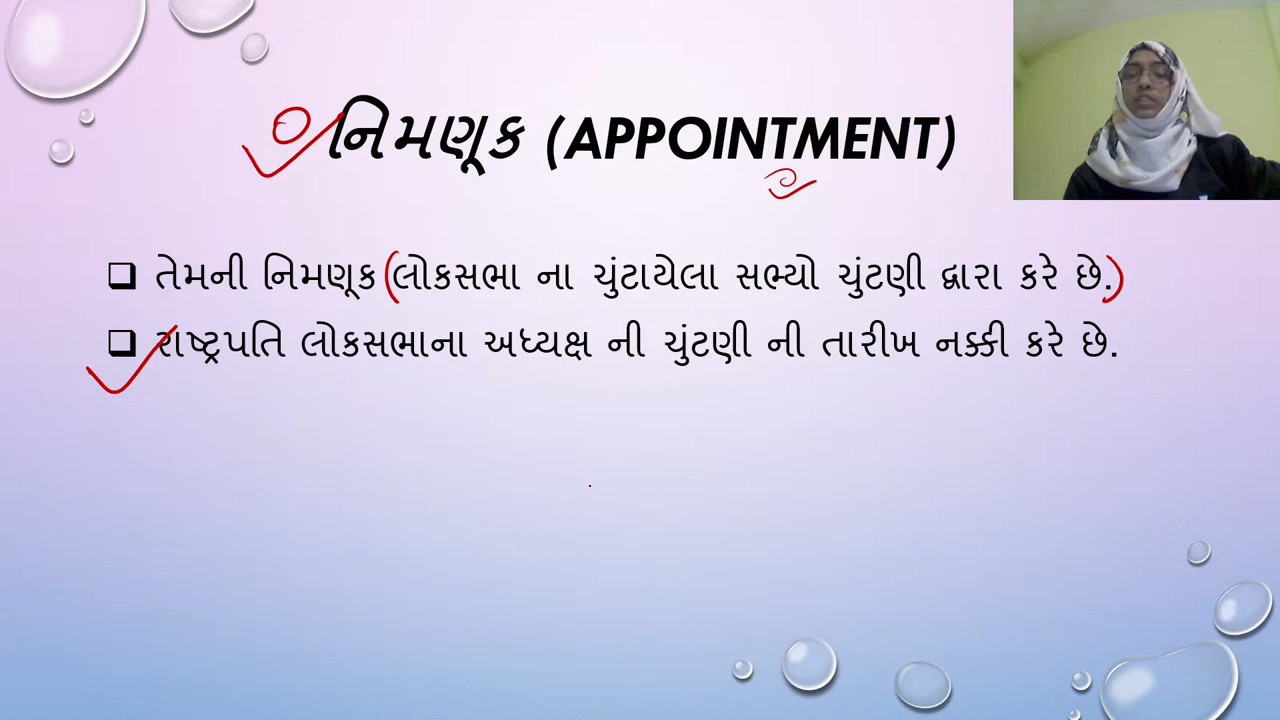 નિમણૂક (APPOINTMENT)
તેમની નિમણૂક (લોકસભા ના ચુંટાયેલા સભ્યો ચુંટણી દ્વારા કરે છે.)
રાષ્ટ્રપતિ લોકસભાના અધ્યક્ષ ની ચુંટણી ની તારીખ નક્કી કરે છે.